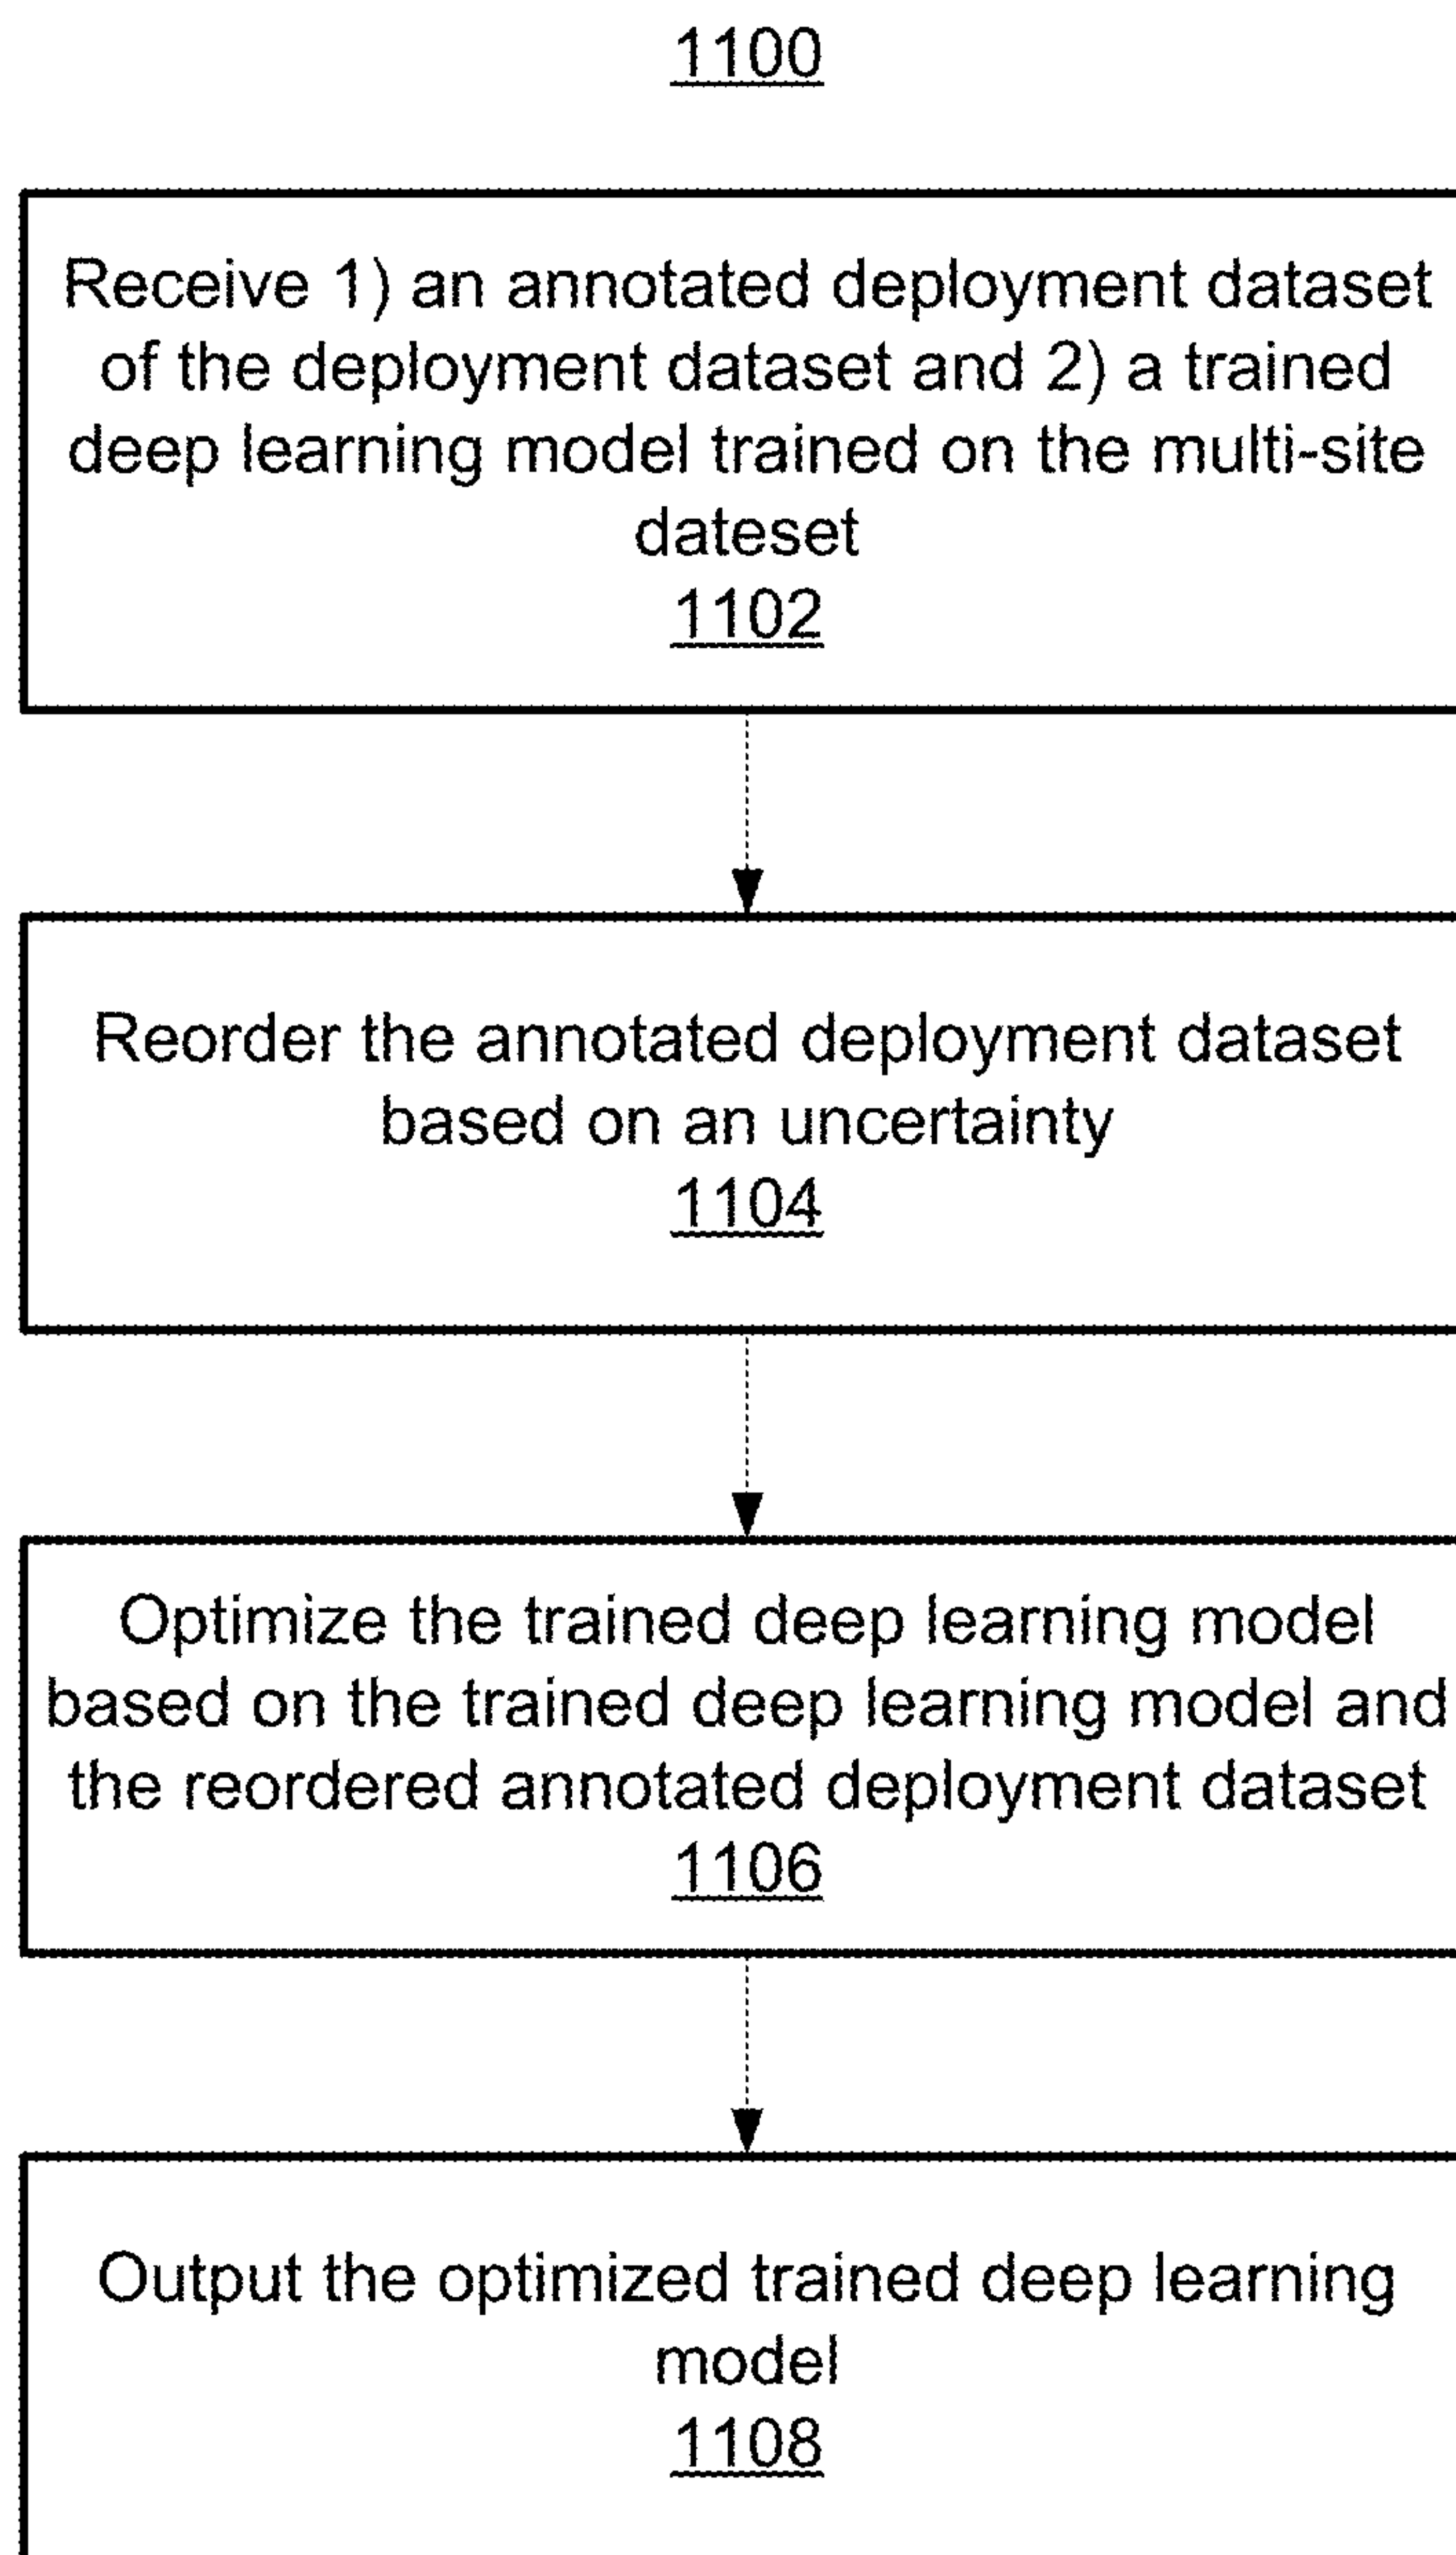 1100
Receive 1) an annotated deployment dataset
of the deployment dataset and 2) a trained
deep learning model trained on the multi-site
dateset
1102
Reorder the annotated deployment dataset
based on an uncertainty
1104
Optimize the trained deep learning model
based on the trained deep learning model and
the reordered annotated deployment dataset
1106
Output the optimized trained deep learning
model
1108